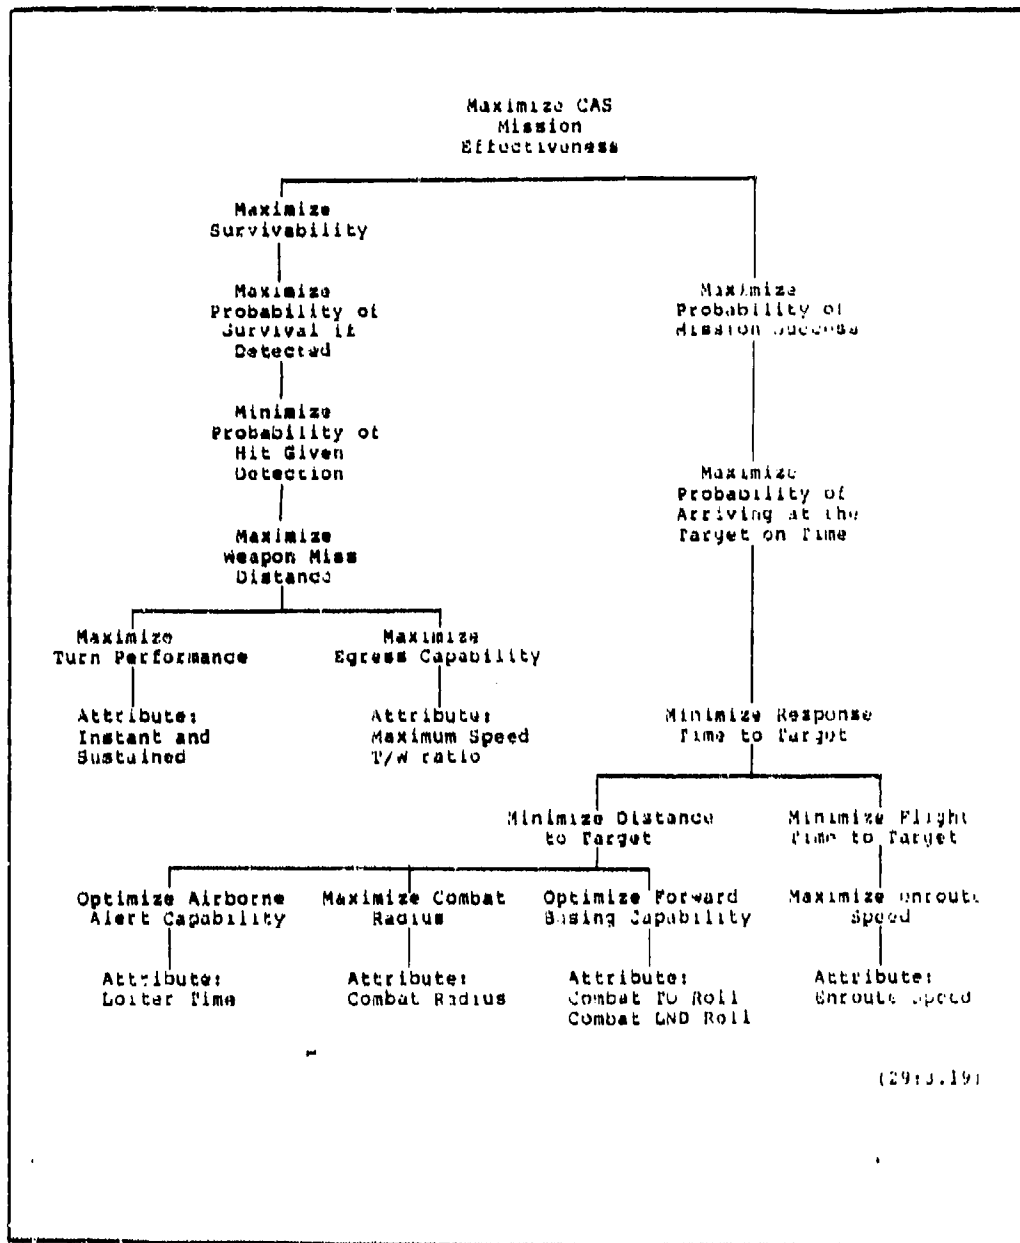 Maximize CAS
Mission
Effectiveness
Maximize
Survivability
Maximize
Probability of
Survival if
Detected
Maximize
Probability of
Mission Success
Minimize
Probability of
Hit Given
Detection
Maximize
Probability of
Arriving at the
Target on Time
Maximize
Weapon Miss
Distance
Maximize
Turn Performance
Maximize
Egress Capability
Attribute:
Instant and
Sustained
Attribute:
Maximum Speed
T/W ratio
Minimize Response
Time to Target
Minimize Distance
to Target
Minimize Flight
Time to Target
Optimize Airborne
Alert Capability
Maximize Combat
Radius
Optimize Forward
Basing Capability
Maximize Enroute
Speed
Attribute:
Loiter Time
Attribute:
Combat Radius
Attribute:
Combat TO Roll
Combat LND Roll
Attribute:
Enroute Speed
(29:3.19)